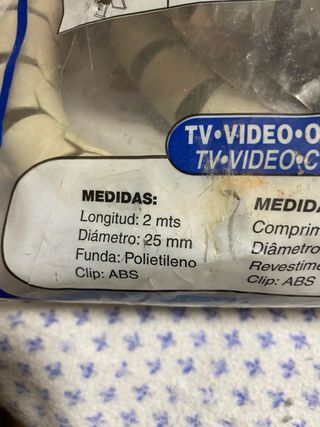 TV•VIDEO•O
TV•VIDEO•C
MEDIDAS:
Longitud: 2 mts
Diámetro: 25 mm
Funda: Polietileno
Clip: ABS
MEDIDA
Comprim
Diâmetro
Revestime
Clip: ABS